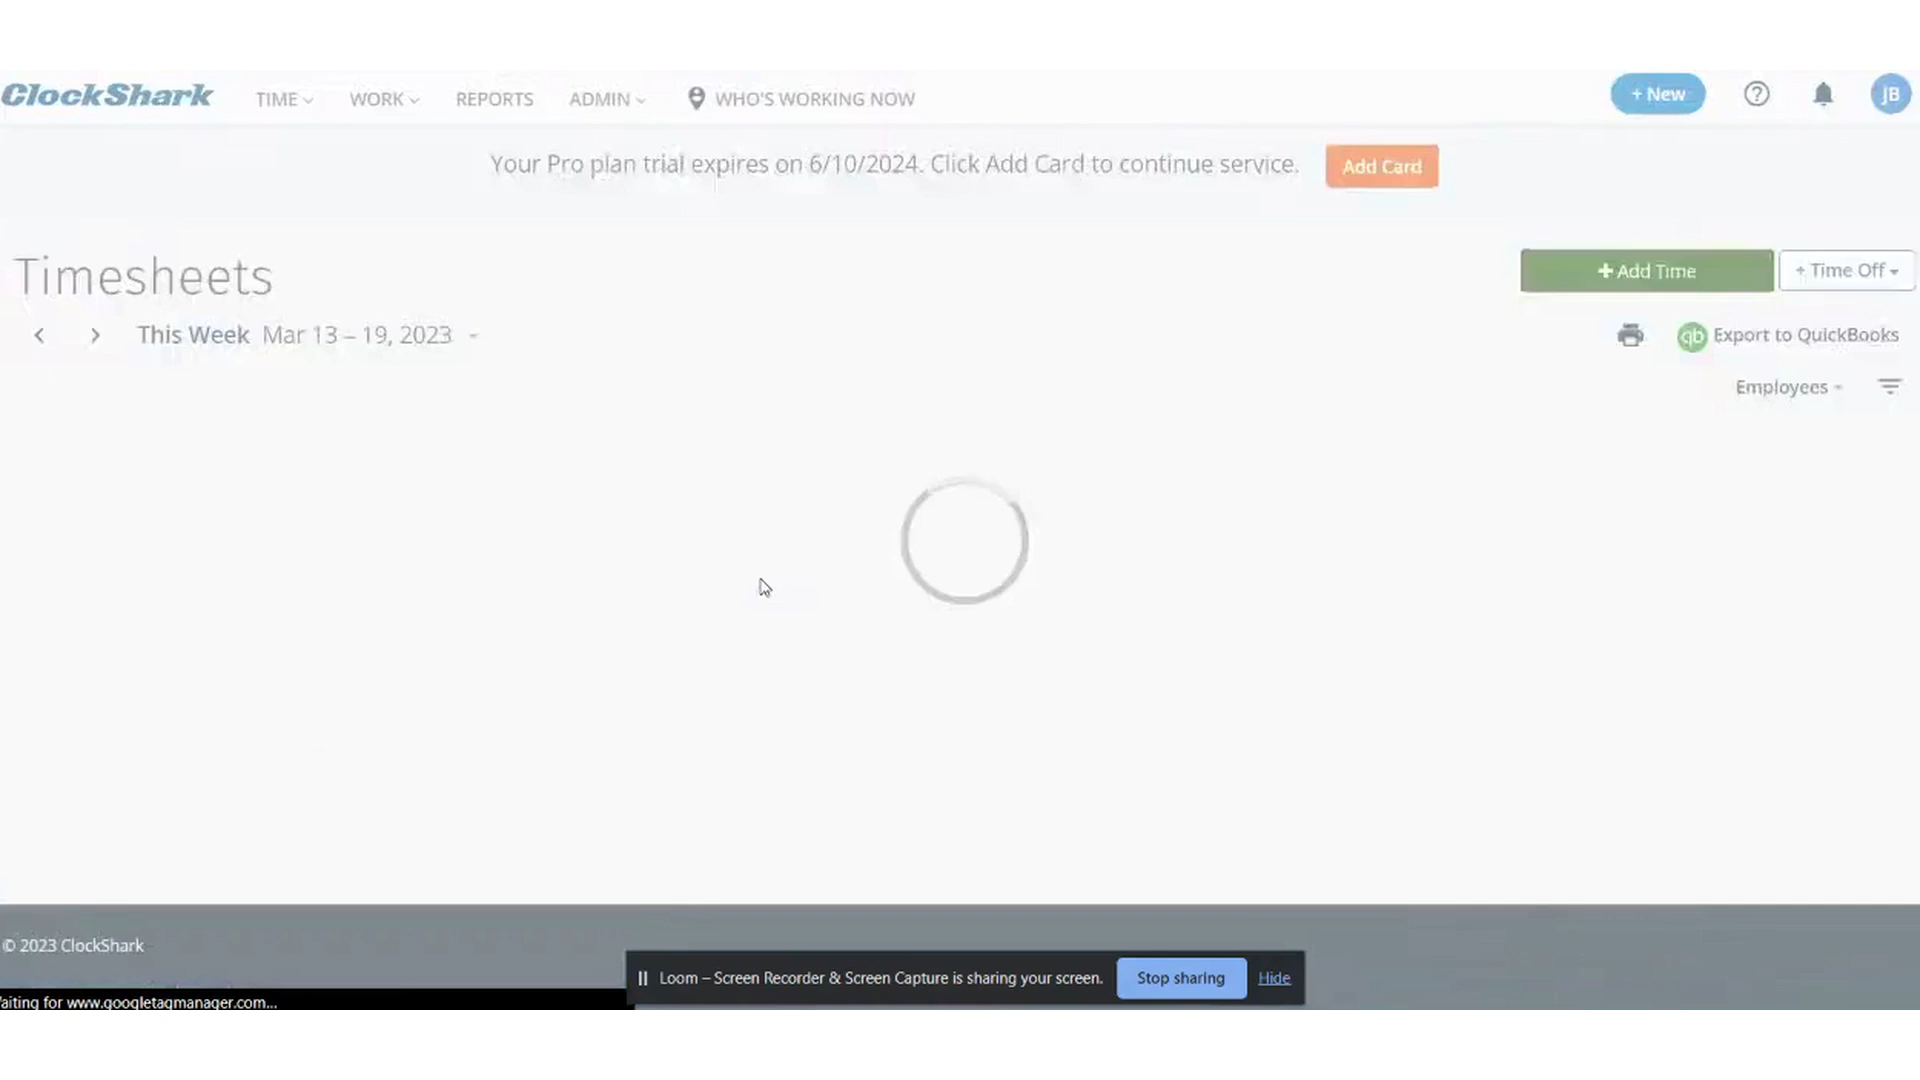 ClockShark TIME WORK REPORTS ADMIN WHO'S WORKING NOW + New JB
Your Pro plan trial expires on 6/10/2024. Click Add Card to continue service. Add Card
Timesheets
+ Add Time + Time Off
This Week Mar 13 – 19, 2023
qb Export to QuickBooks
Employees
© 2023 ClockShark
Loom – Screen Recorder & Screen Capture is sharing your screen. Stop sharing Hide
aiting for www.googletagmanager.com...